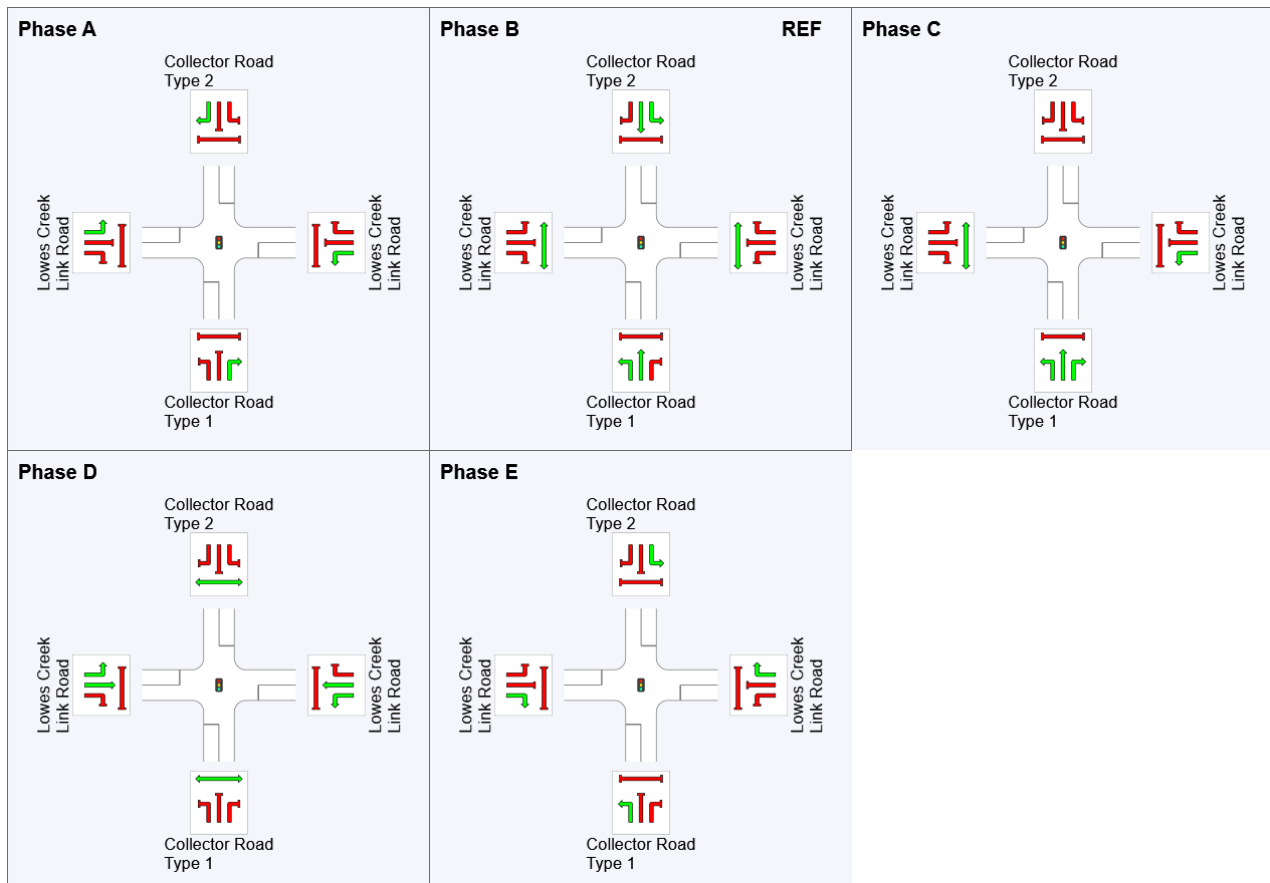 Phase A
Collector Road
Type 2
Lowes Creek
Link Road
Lowes Creek
Link Road
Collector Road
Type 1
Phase B
REF
Collector Road
Type 2
Lowes Creek
Link Road
Lowes Creek
Link Road
Collector Road
Type 1
Phase C
Collector Road
Type 2
Lowes Creek
Link Road
Lowes Creek
Link Road
Collector Road
Type 1
Phase D
Collector Road
Type 2
Lowes Creek
Link Road
Lowes Creek
Link Road
Collector Road
Type 1
Phase E
Collector Road
Type 2
Lowes Creek
Link Road
Lowes Creek
Link Road
Collector Road
Type 1